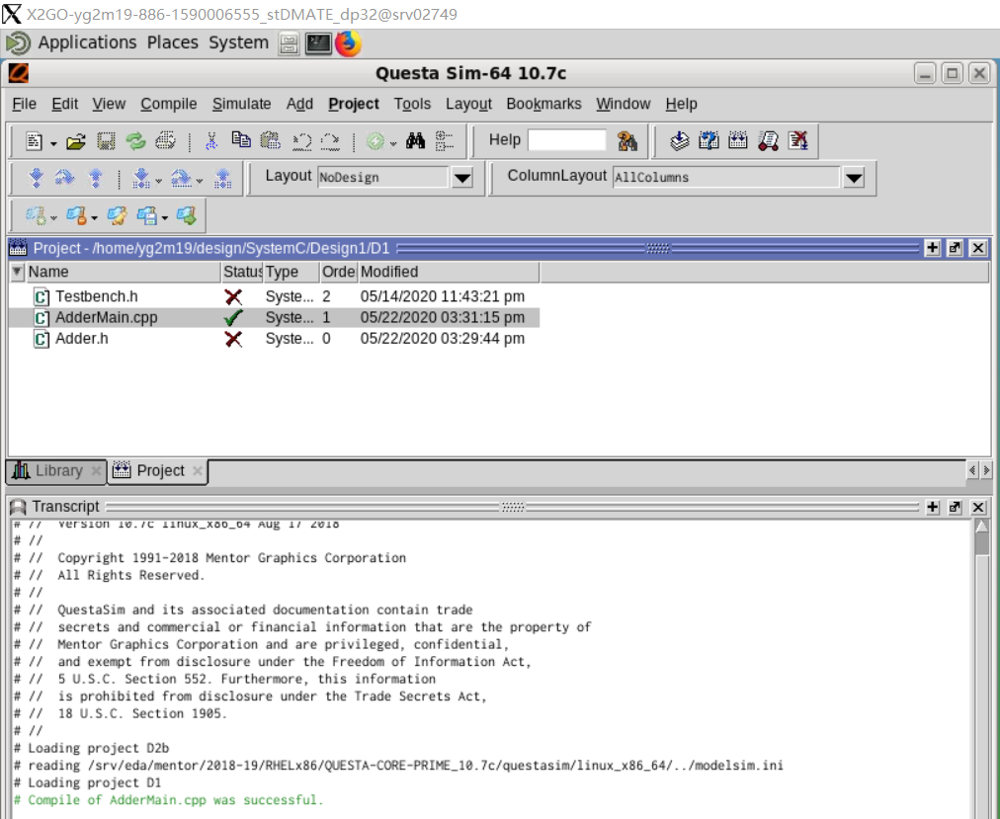 X2GO-yg2m19-886-1590006555_stDMATE_dp32@srv02749
Applications Places System
Questa Sim-64 10.7c
File Edit View Compile Simulate Add Project Tools Layout Bookmarks Window Help
Help
Layout NoDesign ColumnLayout AllColumns
Project - /home/yg2m19/design/SystemC/Design1/D1
Name Status Type Orde Modified
Testbench.h Syste... 2 05/14/2020 11:43:21 pm
AdderMain.cpp Syste... 1 05/22/2020 03:31:15 pm
Adder.h Syste... 0 05/22/2020 03:29:44 pm
Library Project
Transcript
# // Version 10.7c linux_x86_64 Aug 17 2018
# //
# // Copyright 1991-2018 Mentor Graphics Corporation
# // All Rights Reserved.
# //
# // QuestaSim and its associated documentation contain trade
# // secrets and commercial or financial information that are the property of
# // Mentor Graphics Corporation and are privileged, confidential,
# // and exempt from disclosure under the Freedom of Information Act,
# // 5 U.S.C. Section 552. Furthermore, this information
# // is prohibited from disclosure under the Trade Secrets Act,
# // 18 U.S.C. Section 1905.
# //
# Loading project D2b
# reading /srv/eda/mentor/2018-19/RHELx86/QUESTA-CORE-PRIME_10.7c/questasim/linux_x86_64/../modelsim.ini
# Loading project D1
# Compile of AdderMain.cpp was successful.